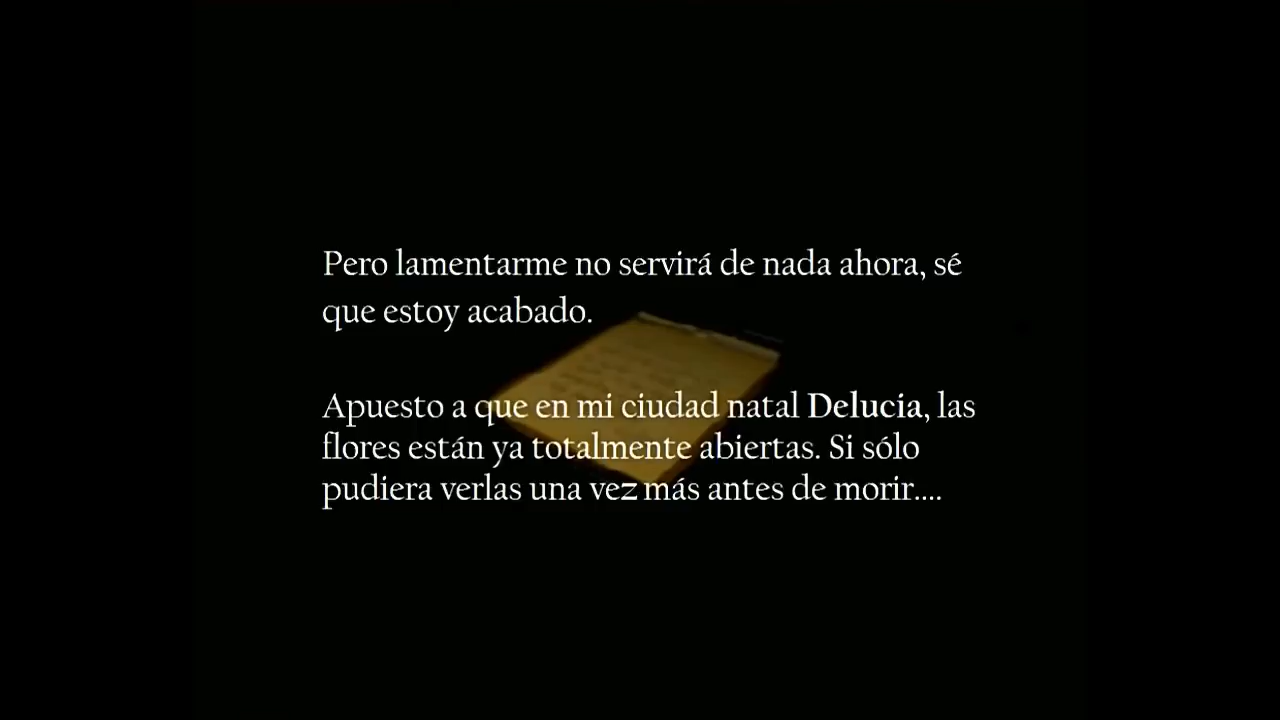 Pero lamentarme no servirá de nada ahora, sé
que estoy acabado.
Apuesto a que en mi ciudad natal Delucia, las
flores están ya totalmente abiertas. Si sólo
pudiera verlas una vez más antes de morir....